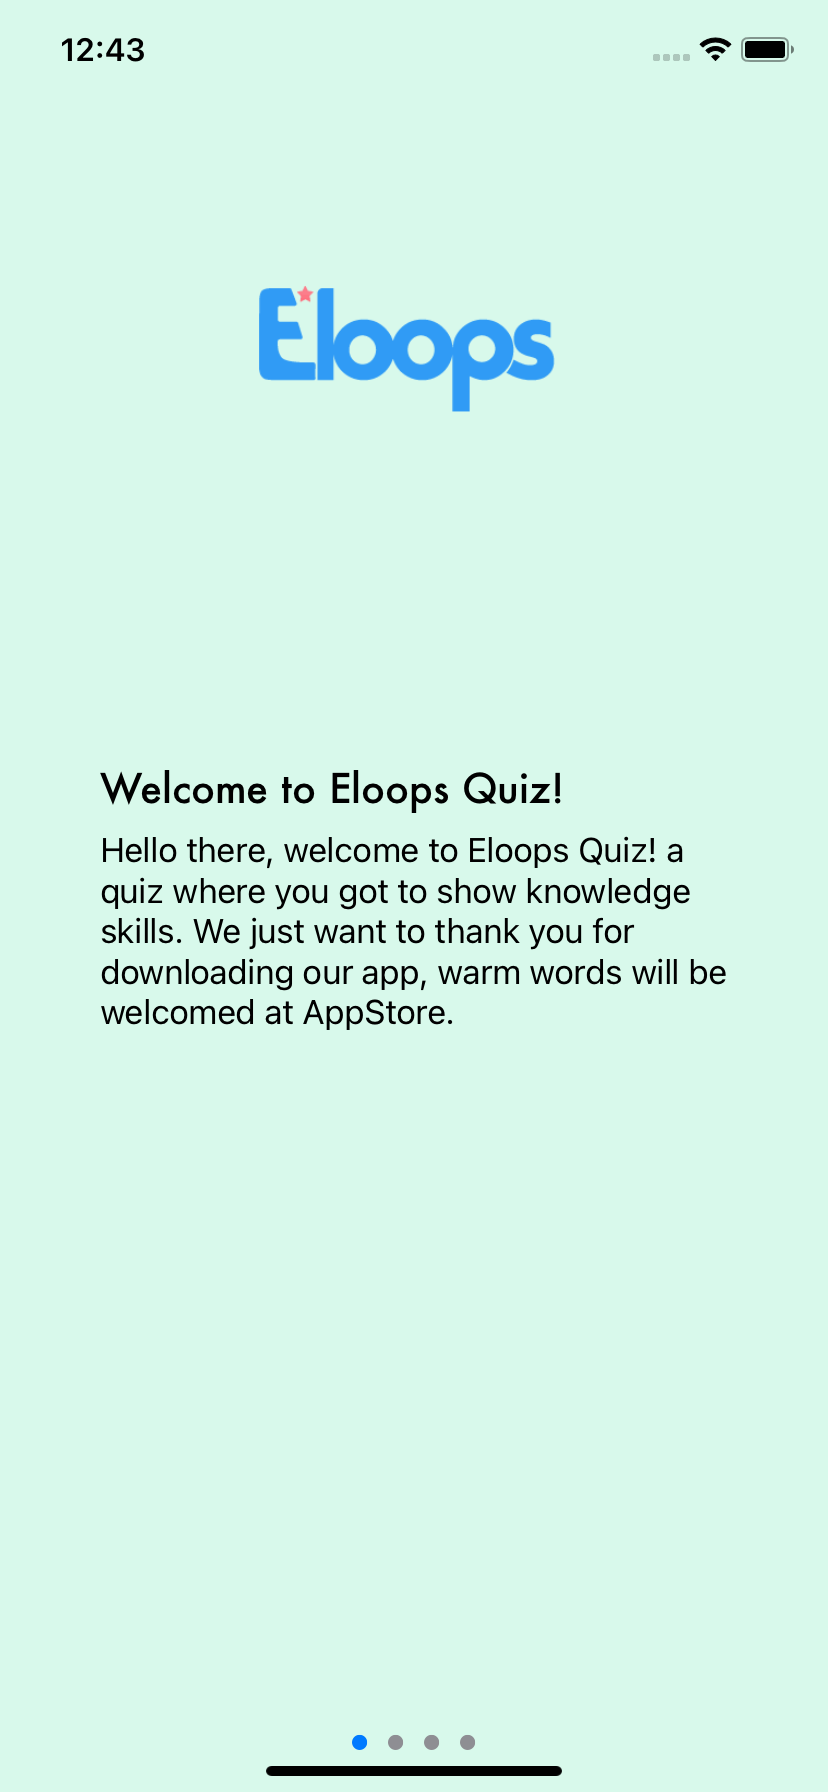 12:43
Eloops
Welcome to Eloops Quiz!
Hello there, welcome to Eloops Quiz! a
quiz where you got to show knowledge
skills. We just want to thank you for
downloading our app, warm words will be
welcomed at AppStore.